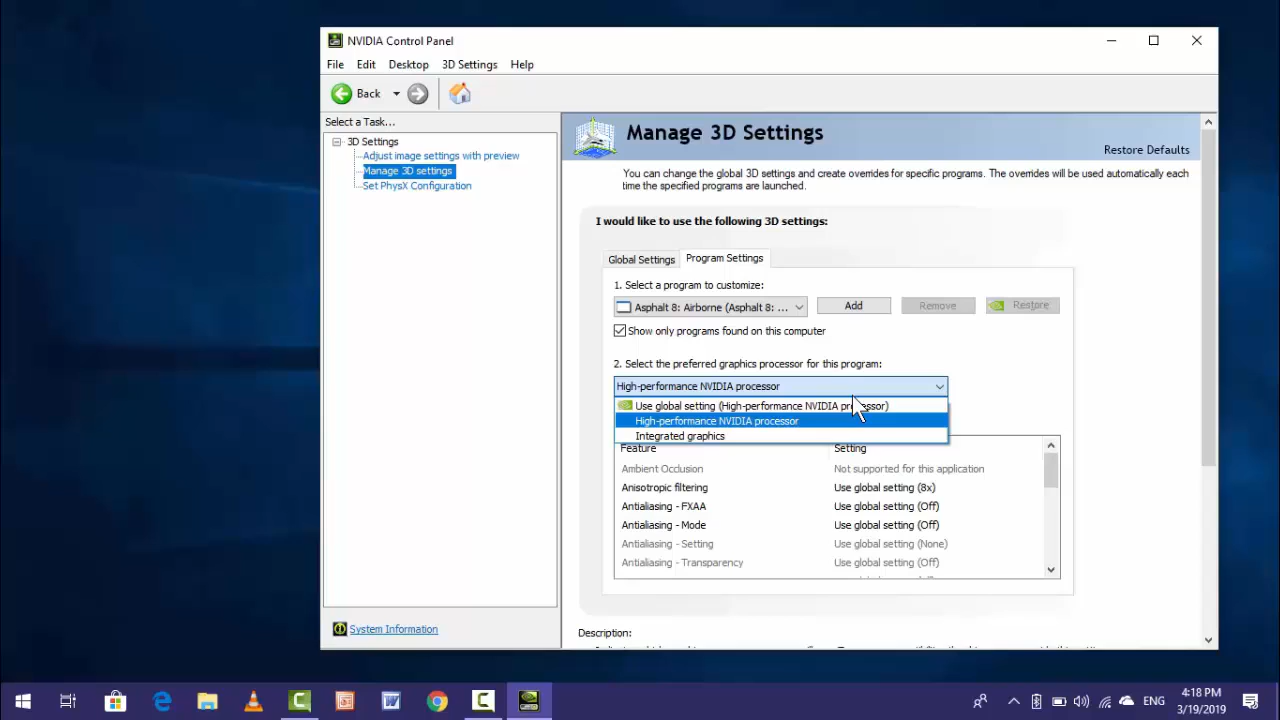 NVIDIA Control Panel
File Edit Desktop 3D Settings Help
Back
Select a Task...
3D Settings
Adjust image settings with preview
Manage 3D settings
Set PhysX Configuration
System Information
Manage 3D Settings
Restore Defaults
You can change the global 3D settings and create overrides for specific programs. The overrides will be used automatically each
time the specified programs are launched.
I would like to use the following 3D settings:
Global Settings Program Settings
1. Select a program to customize:
Asphalt 8: Airborne (Asphalt 8: ... Add Remove Restore
Show only programs found on this computer
2. Select the preferred graphics processor for this program:
High-performance NVIDIA processor
Use global setting (High-performance NVIDIA processor)
High-performance NVIDIA processor
Integrated graphics
Feature Setting
Ambient Occlusion Not supported for this application
Anisotropic filtering Use global setting (8x)
Antialiasing - FXAA Use global setting (Off)
Antialiasing - Mode Use global setting (Off)
Antialiasing - Setting Use global setting (None)
Antialiasing - Transparency Use global setting (Off)
Description:
ENG
4:18 PM
3/19/2019